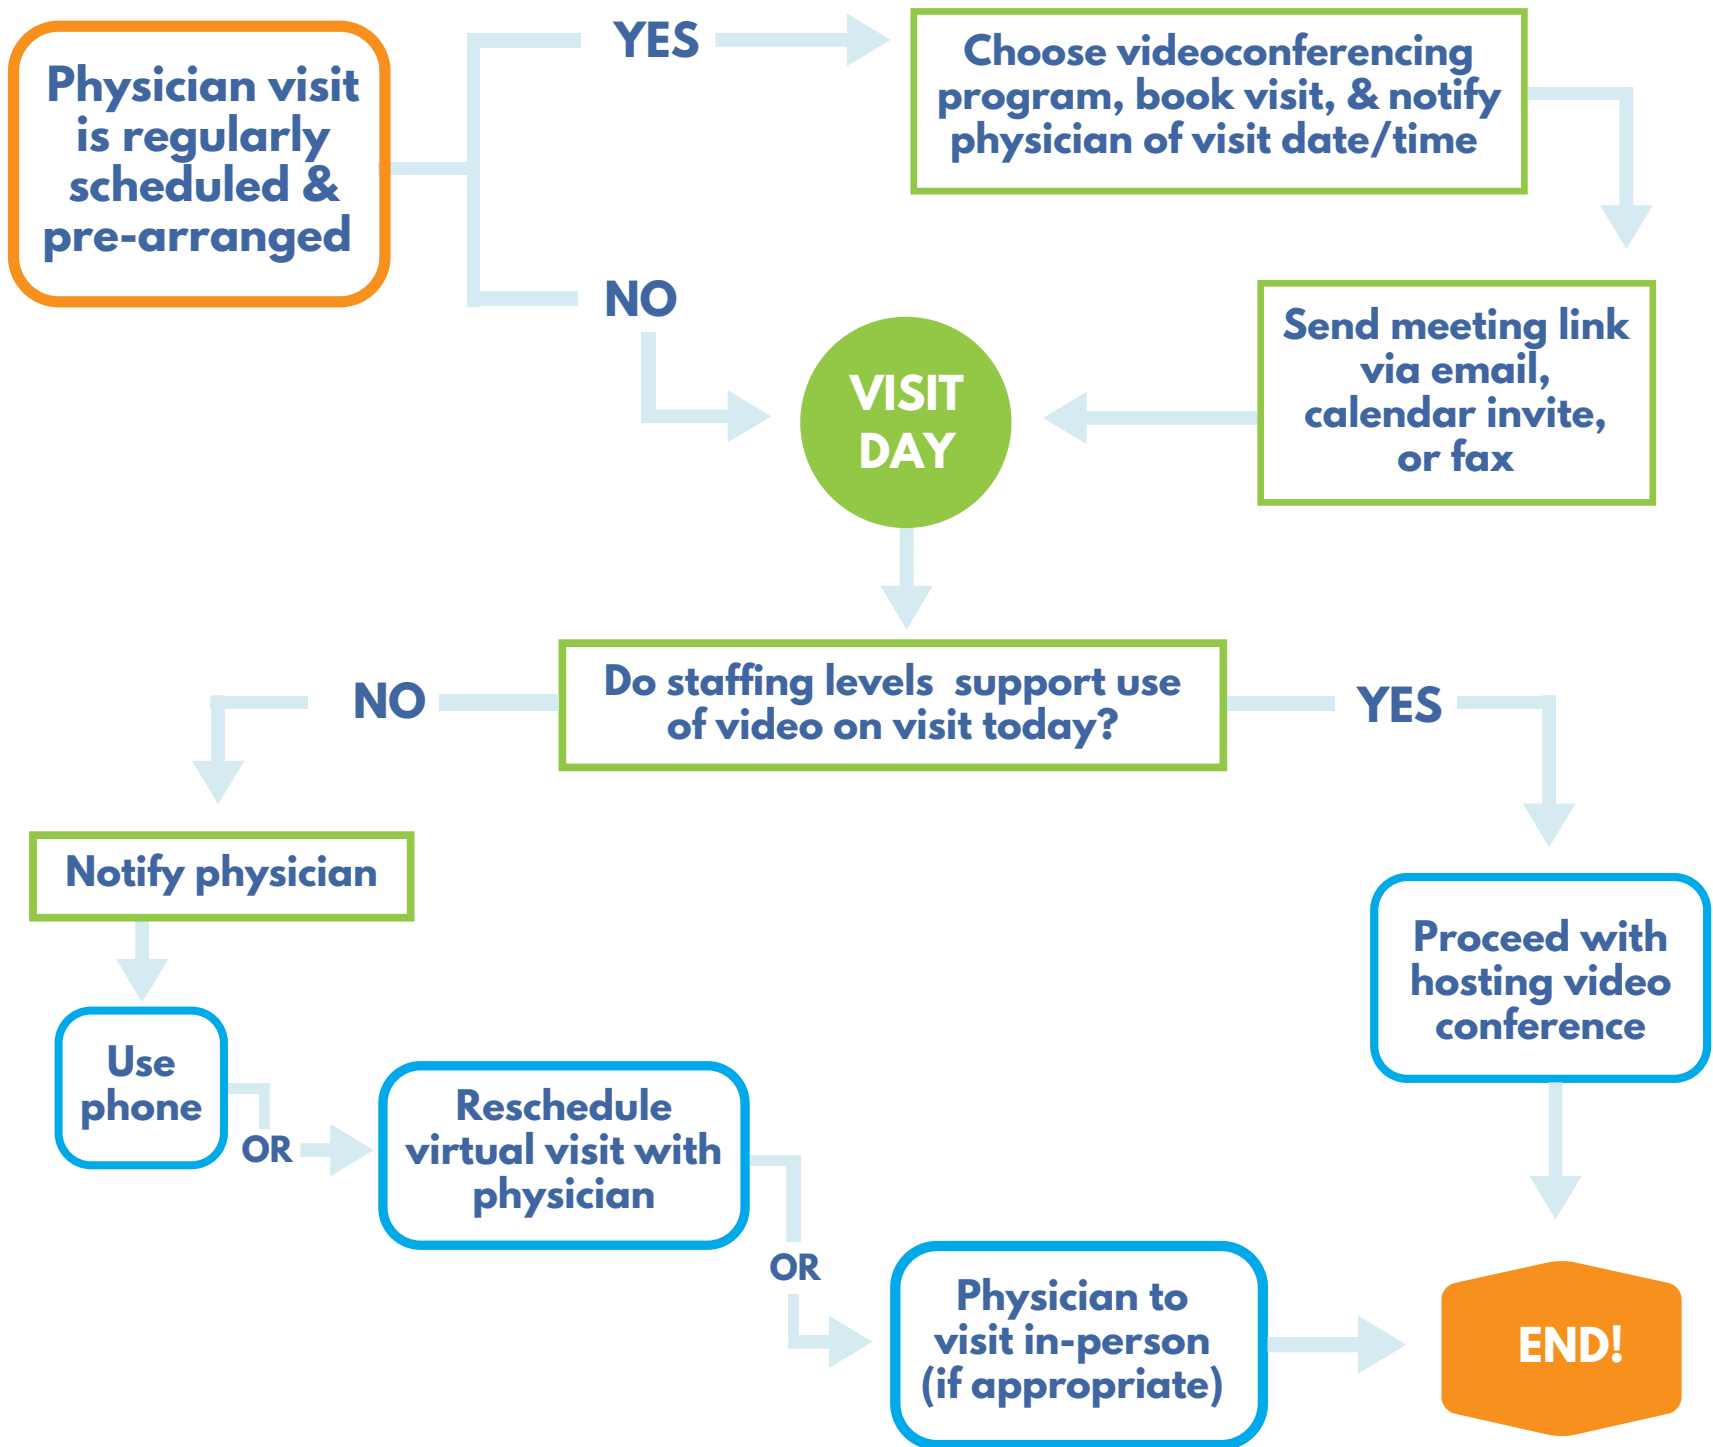 Physician visit
is regularly
scheduled &
pre-arranged
YES
Choose videoconferencing
program, book visit, & notify
physician of visit date/time
NO
Send meeting link
via email,
calendar invite,
or fax
VISIT
DAY
Do staffing levels  support use
of video on visit today?
NO
YES
Notify physician
Proceed with
hosting video
conference
Use
phone
OR
Reschedule
virtual visit with
physician
OR
Physician to
visit in-person
(if appropriate)
END!